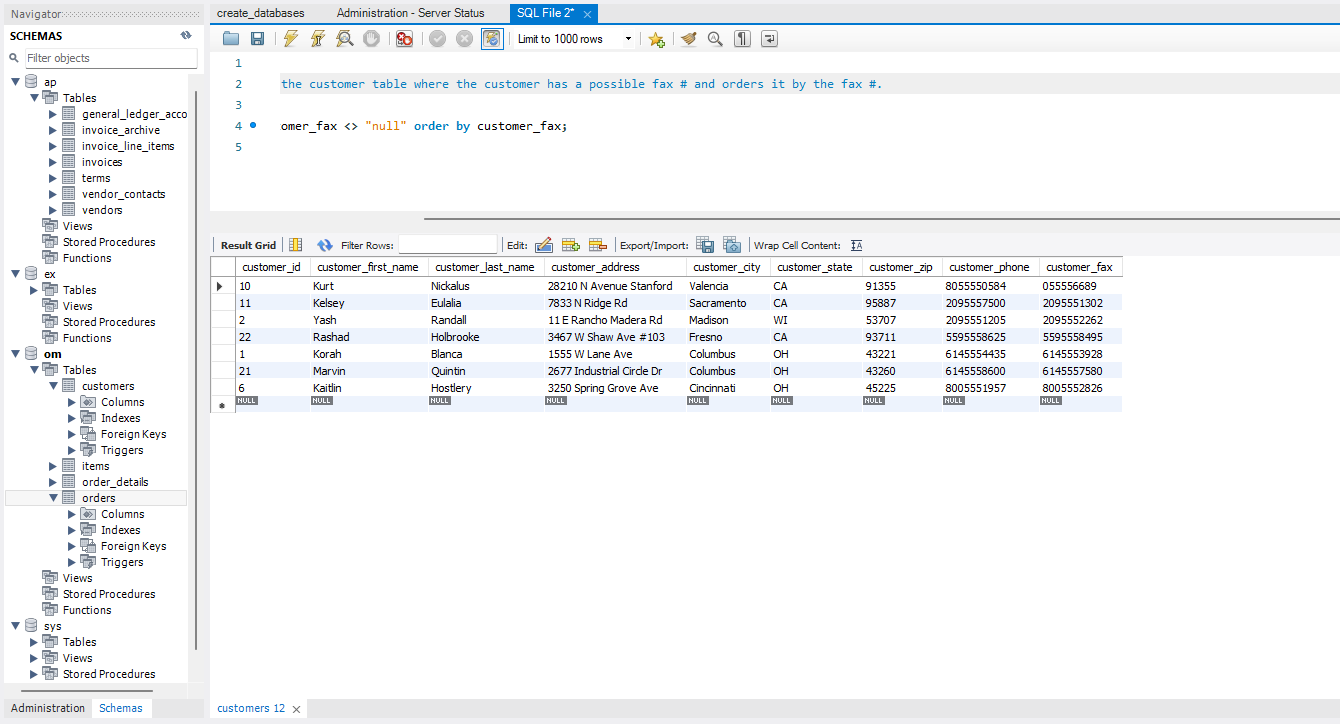 Navigator
SCHEMAS
Filter objects
ap
Tables
general_ledger_acco
invoice_archive
invoice_line_items
invoices
terms
vendor_contacts
vendors
Views
Stored Procedures
Functions
ex
Tables
Views
Stored Procedures
Functions
om
Tables
customers
Columns
Indexes
Foreign Keys
Triggers
items
order_details
orders
Columns
Indexes
Foreign Keys
Triggers
Views
Stored Procedures
Functions
sys
Tables
Views
Stored Procedures
Administration Schemas
create_databases Administration - Server Status SQL File 2*
Limit to 1000 rows
1
2 the customer table where the customer has a possible fax # and orders it by the fax #.
3
4 omer_fax <> "null" order by customer_fax;
5
Result Grid Filter Rows: Edit: Export/Import: Wrap Cell Content:
customer_id customer_first_name customer_last_name customer_address customer_city customer_state customer_zip customer_phone customer_fax
10 Kurt Nickalus 28210 N Avenue Stanford Valencia CA 91355 8055550584 055556689
11 Kelsey Eulalia 7833 N Ridge Rd Sacramento CA 95887 2095557500 2095551302
2 Yash Randall 11 E Rancho Madera Rd Madison WI 53707 2095551205 2095552262
22 Rashad Holbrooke 3467 W Shaw Ave #103 Fresno CA 93711 5595558625 5595558495
1 Korah Blanca 1555 W Lane Ave Columbus OH 43221 6145554435 6145553928
21 Marvin Quintin 2677 Industrial Circle Dr Columbus OH 43260 6145558600 6145557580
6 Kaitlin Hostlery 3250 Spring Grove Ave Cincinnati OH 45225 8005551957 8005552826
NULL NULL NULL NULL NULL NULL NULL NULL NULL
customers 12